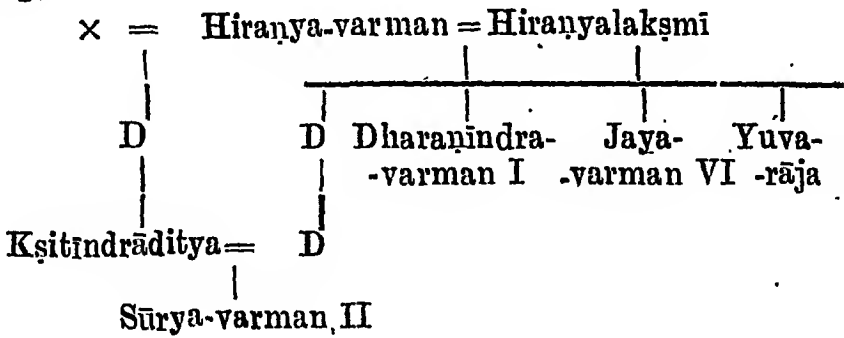 × = Hiraṇya-varman = Hiraṇyalakṣmī
D D Dharaṇīndra- Jaya- Yuva-
-varman I -varman VI -rāja
Kṣitīndrāditya= D
Sūrya-varman, II